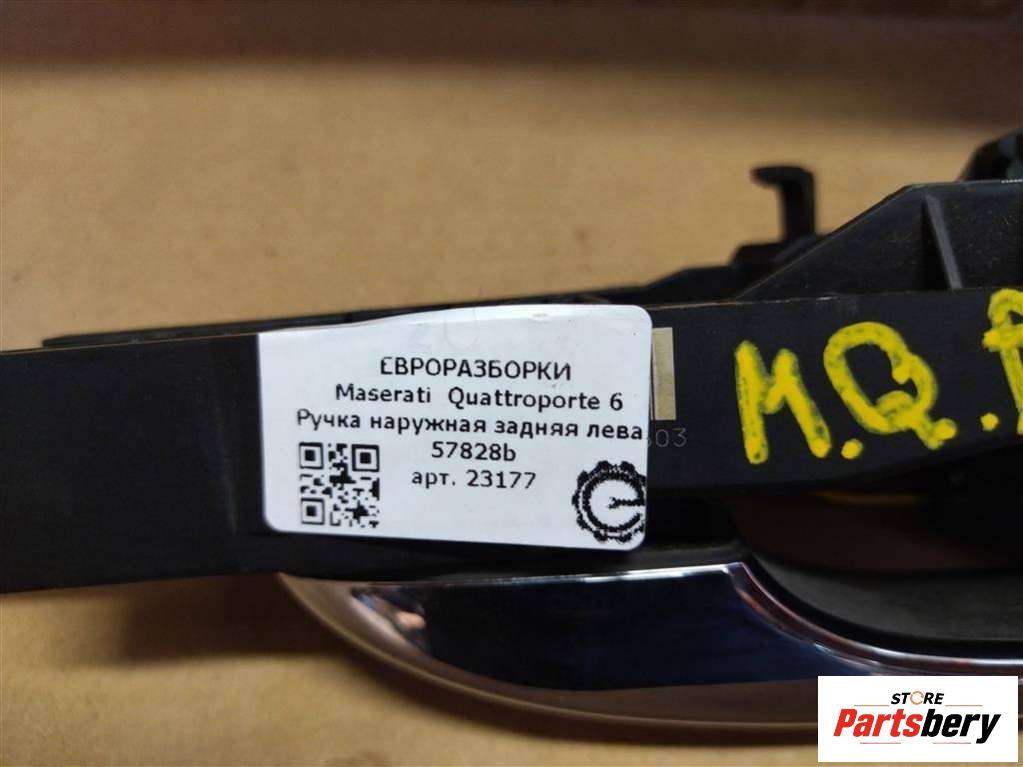 ЕВРОРАЗБОРКИ
Maserati Quattroporte 6
Ручка наружная задняя лева
57828b
арт. 23177
M.Q.
STORE
Partsbery